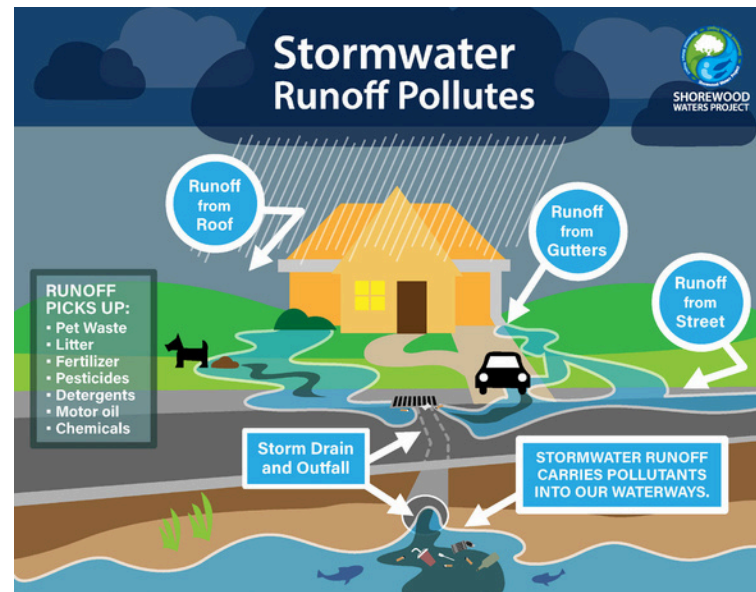 Stormwater
Runoff Pollutes
SHOREWOOD
WATERS PROJECT
Runoff
from
Roof
Runoff
from
Gutters
Runoff
from
Street
RUNOFF
PICKS UP:
▪ Pet Waste
▪ Litter
▪ Fertilizer
▪ Pesticides
▪ Detergents
▪ Motor oil
▪ Chemicals
Storm Drain
and Outfall
STORMWATER RUNOFF
CARRIES POLLUTANTS
INTO OUR WATERWAYS.